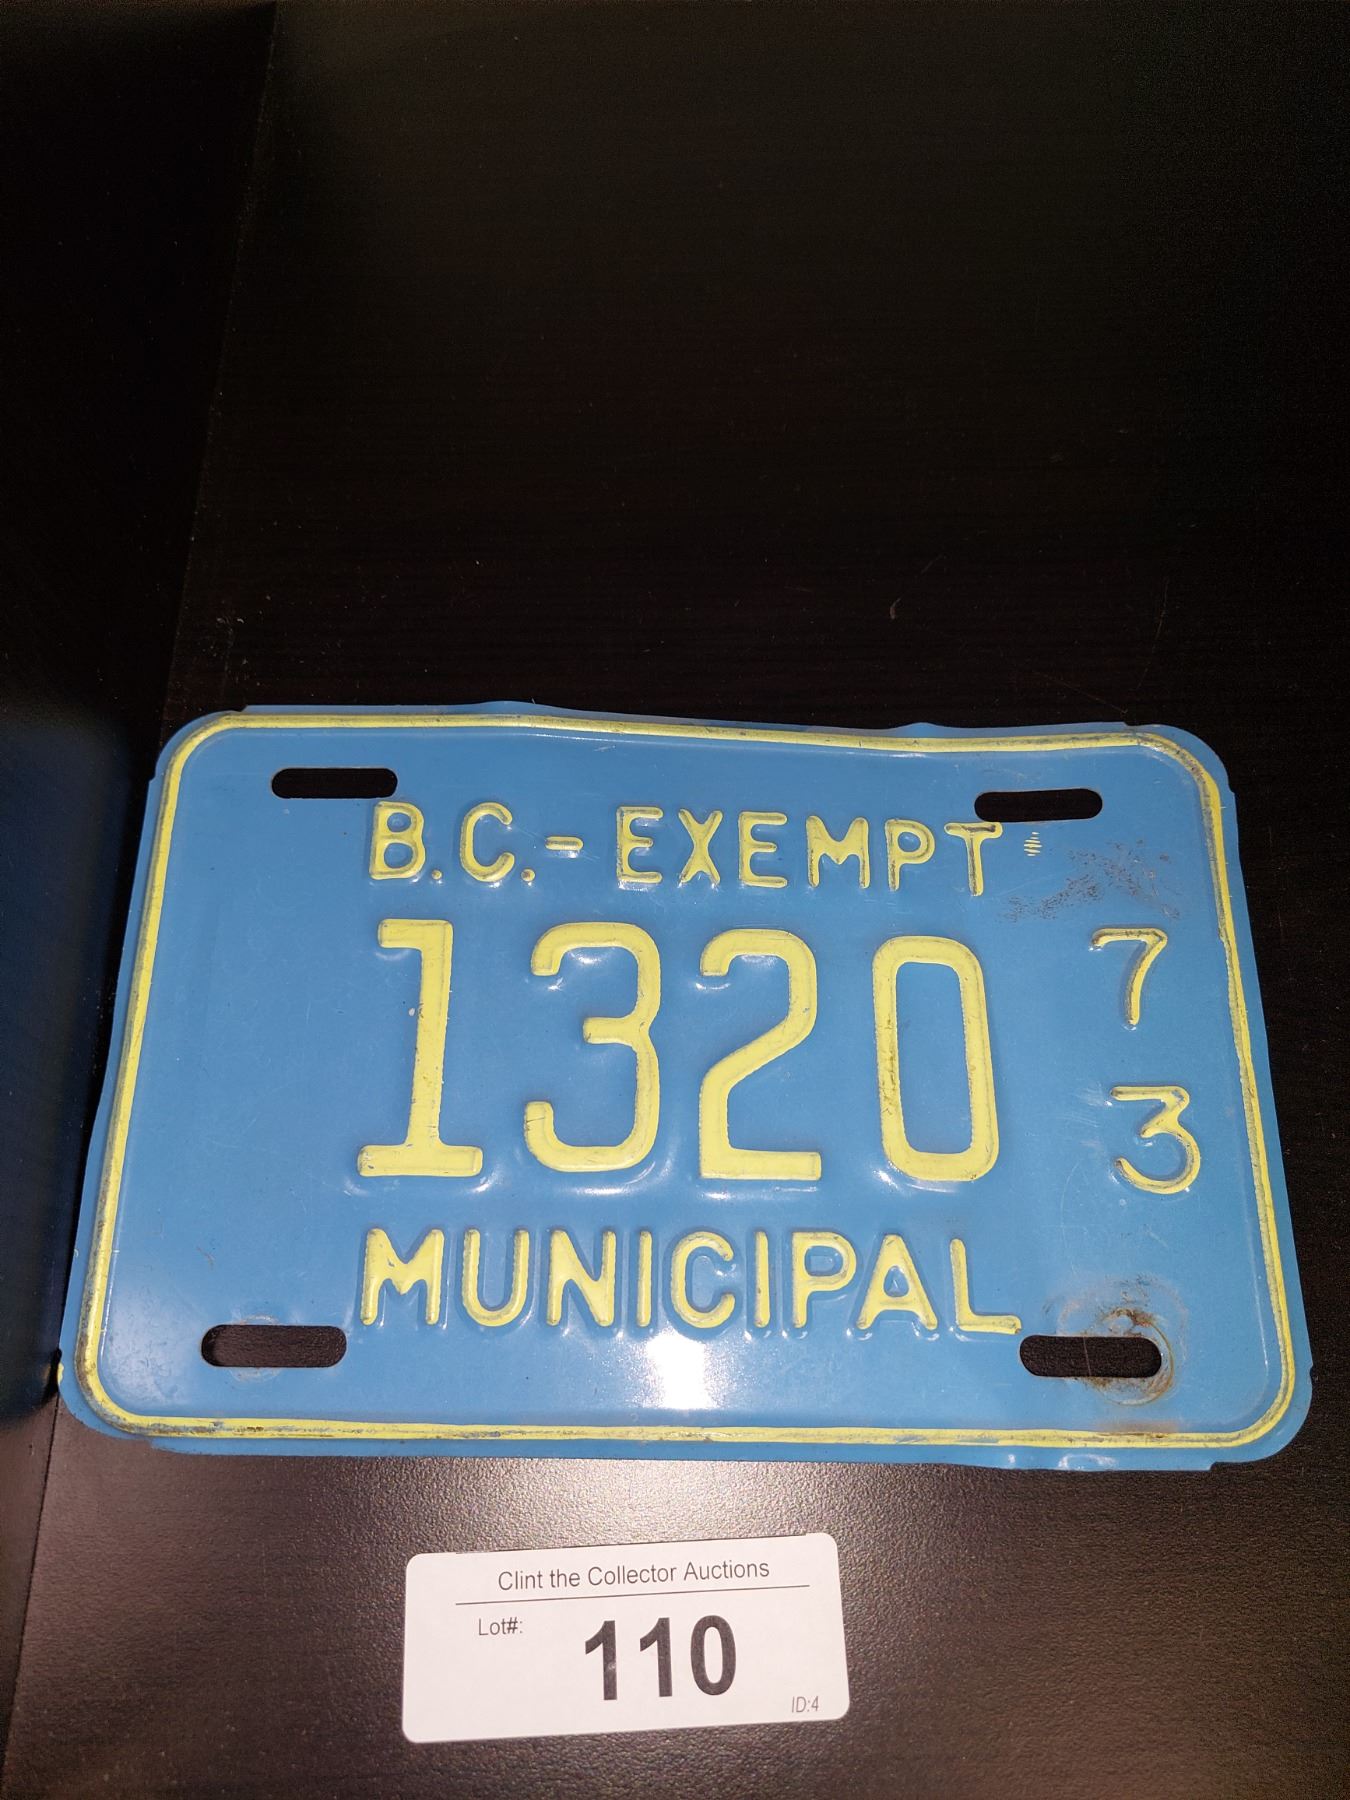 B.C.-EXEMPT
1320
7
3
MUNICIPAL
Clint the Collector Auctions
Lot#:
110
ID:4